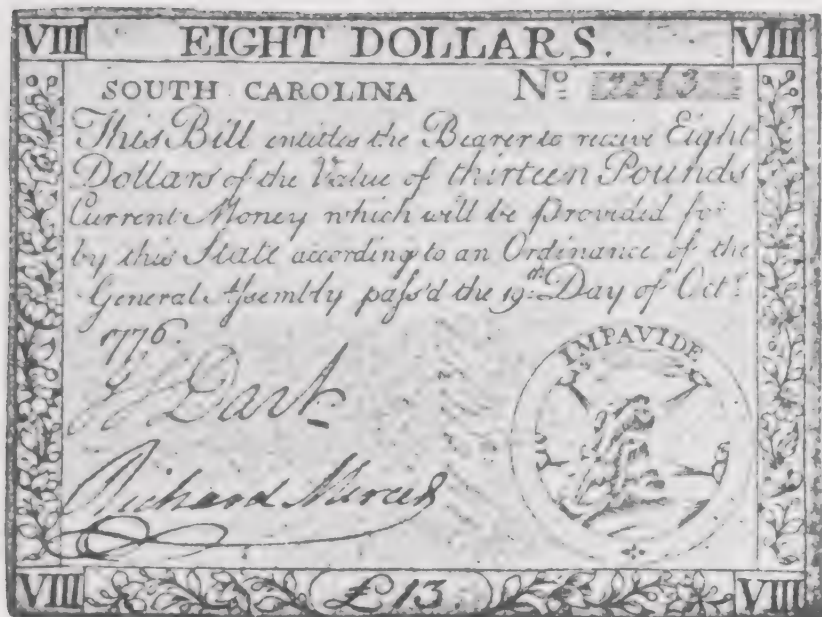 VIII EIGHT DOLLARS. VIII
SOUTH CAROLINA No
This Bill entitles the Bearer to receive Eight
Dollars of the Value of thirteen Pounds
Current Money which will be Provided for
by this State according to an Ordinance of the
General Assembly pass'd the 19th Day of Octr
1776.
Dart
Richard Mercer
IMPAVIDE
VIII £13. VIII